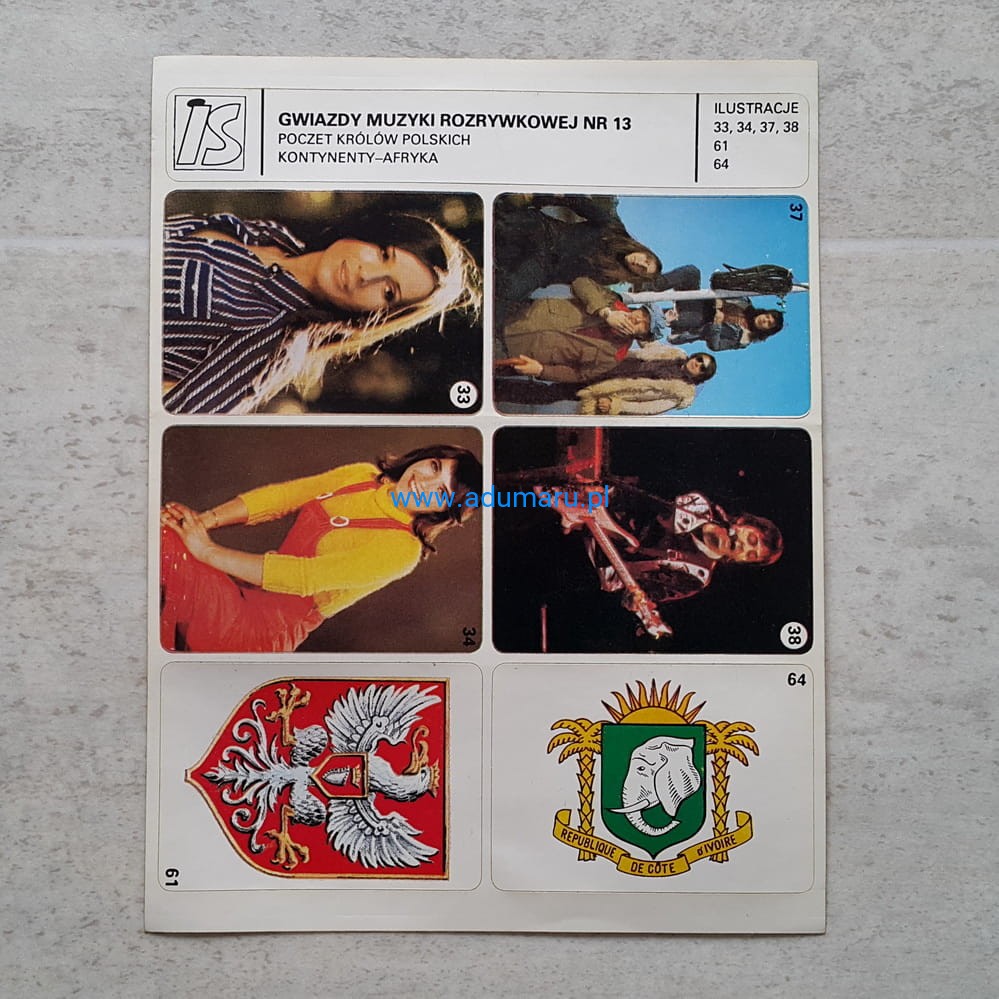 iS
GWIAZDY MUZYKI ROZRYWKOWEJ NR 13
POCZET KRÓLÓW POLSKICH
KONTYNENTY–AFRYKA
ILUSTRACJE
33, 34, 37, 38
61
64
33
37
34
38
www.adumaru.pl
61
64
REPUBLIQUE DE CÔTE D'IVOIRE